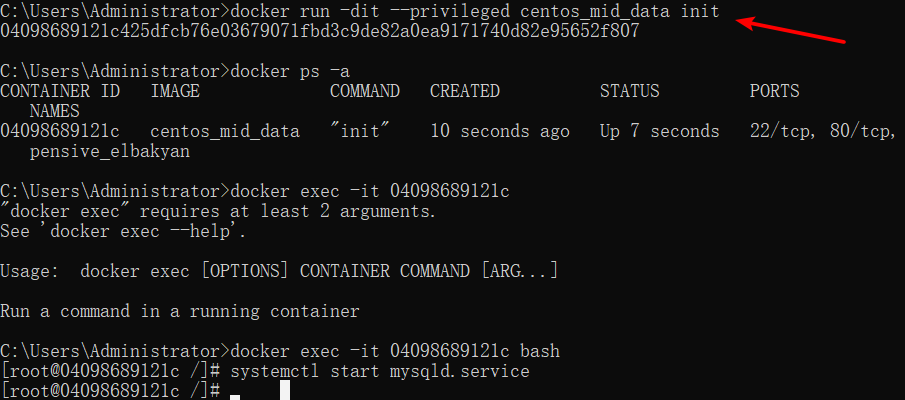 C:\Users\Administrator>docker run -dit --privileged centos_mid_data init
04098689121c425dfcb76e03679071fbd3c9de82a0ea9171740d82e95652f807
C:\Users\Administrator>docker ps -a
CONTAINER ID   IMAGE             COMMAND   CREATED          STATUS         PORTS
   NAMES
04098689121c   centos_mid_data   "init"    10 seconds ago   Up 7 seconds   22/tcp, 80/tcp,
   pensive_elbakyan
C:\Users\Administrator>docker exec -it 04098689121c
"docker exec" requires at least 2 arguments.
See 'docker exec --help'.
Usage:  docker exec [OPTIONS] CONTAINER COMMAND [ARG...]
Run a command in a running container
C:\Users\Administrator>docker exec -it 04098689121c bash
[root@04098689121c /]# systemctl start mysqld.service
[root@04098689121c /]#